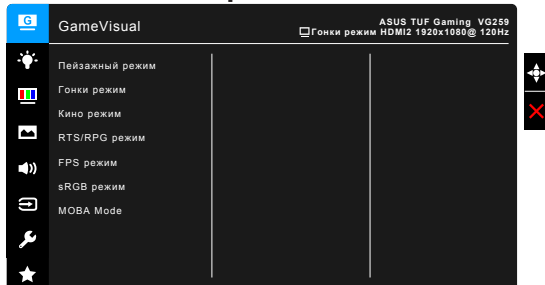 G
GameVisual
ASUS TUF Gaming VG259
Гонки режим HDMI2 1920x1080@ 120Hz
Пейзажный режим
Гонки режим
Кино режим
RTS/RPG режим
FPS режим
sRGB режим
MOBA Mode